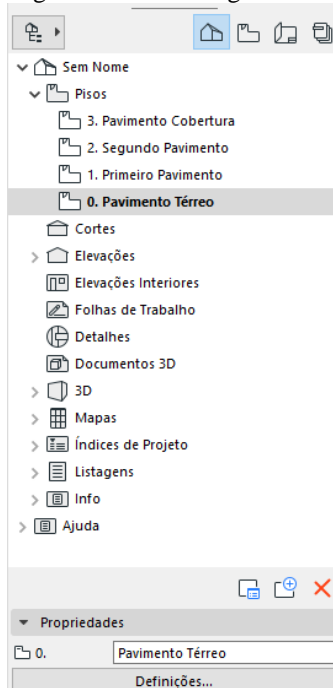 Sem Nome
Pisos
3. Pavimento Cobertura
2. Segundo Pavimento
1. Primeiro Pavimento
0. Pavimento Térreo
Cortes
Elevações
Elevações Interiores
Folhas de Trabalho
Detalhes
Documentos 3D
3D
Mapas
Índices de Projeto
Listagens
Info
Ajuda
Propriedades
0. Pavimento Térreo
Definições...